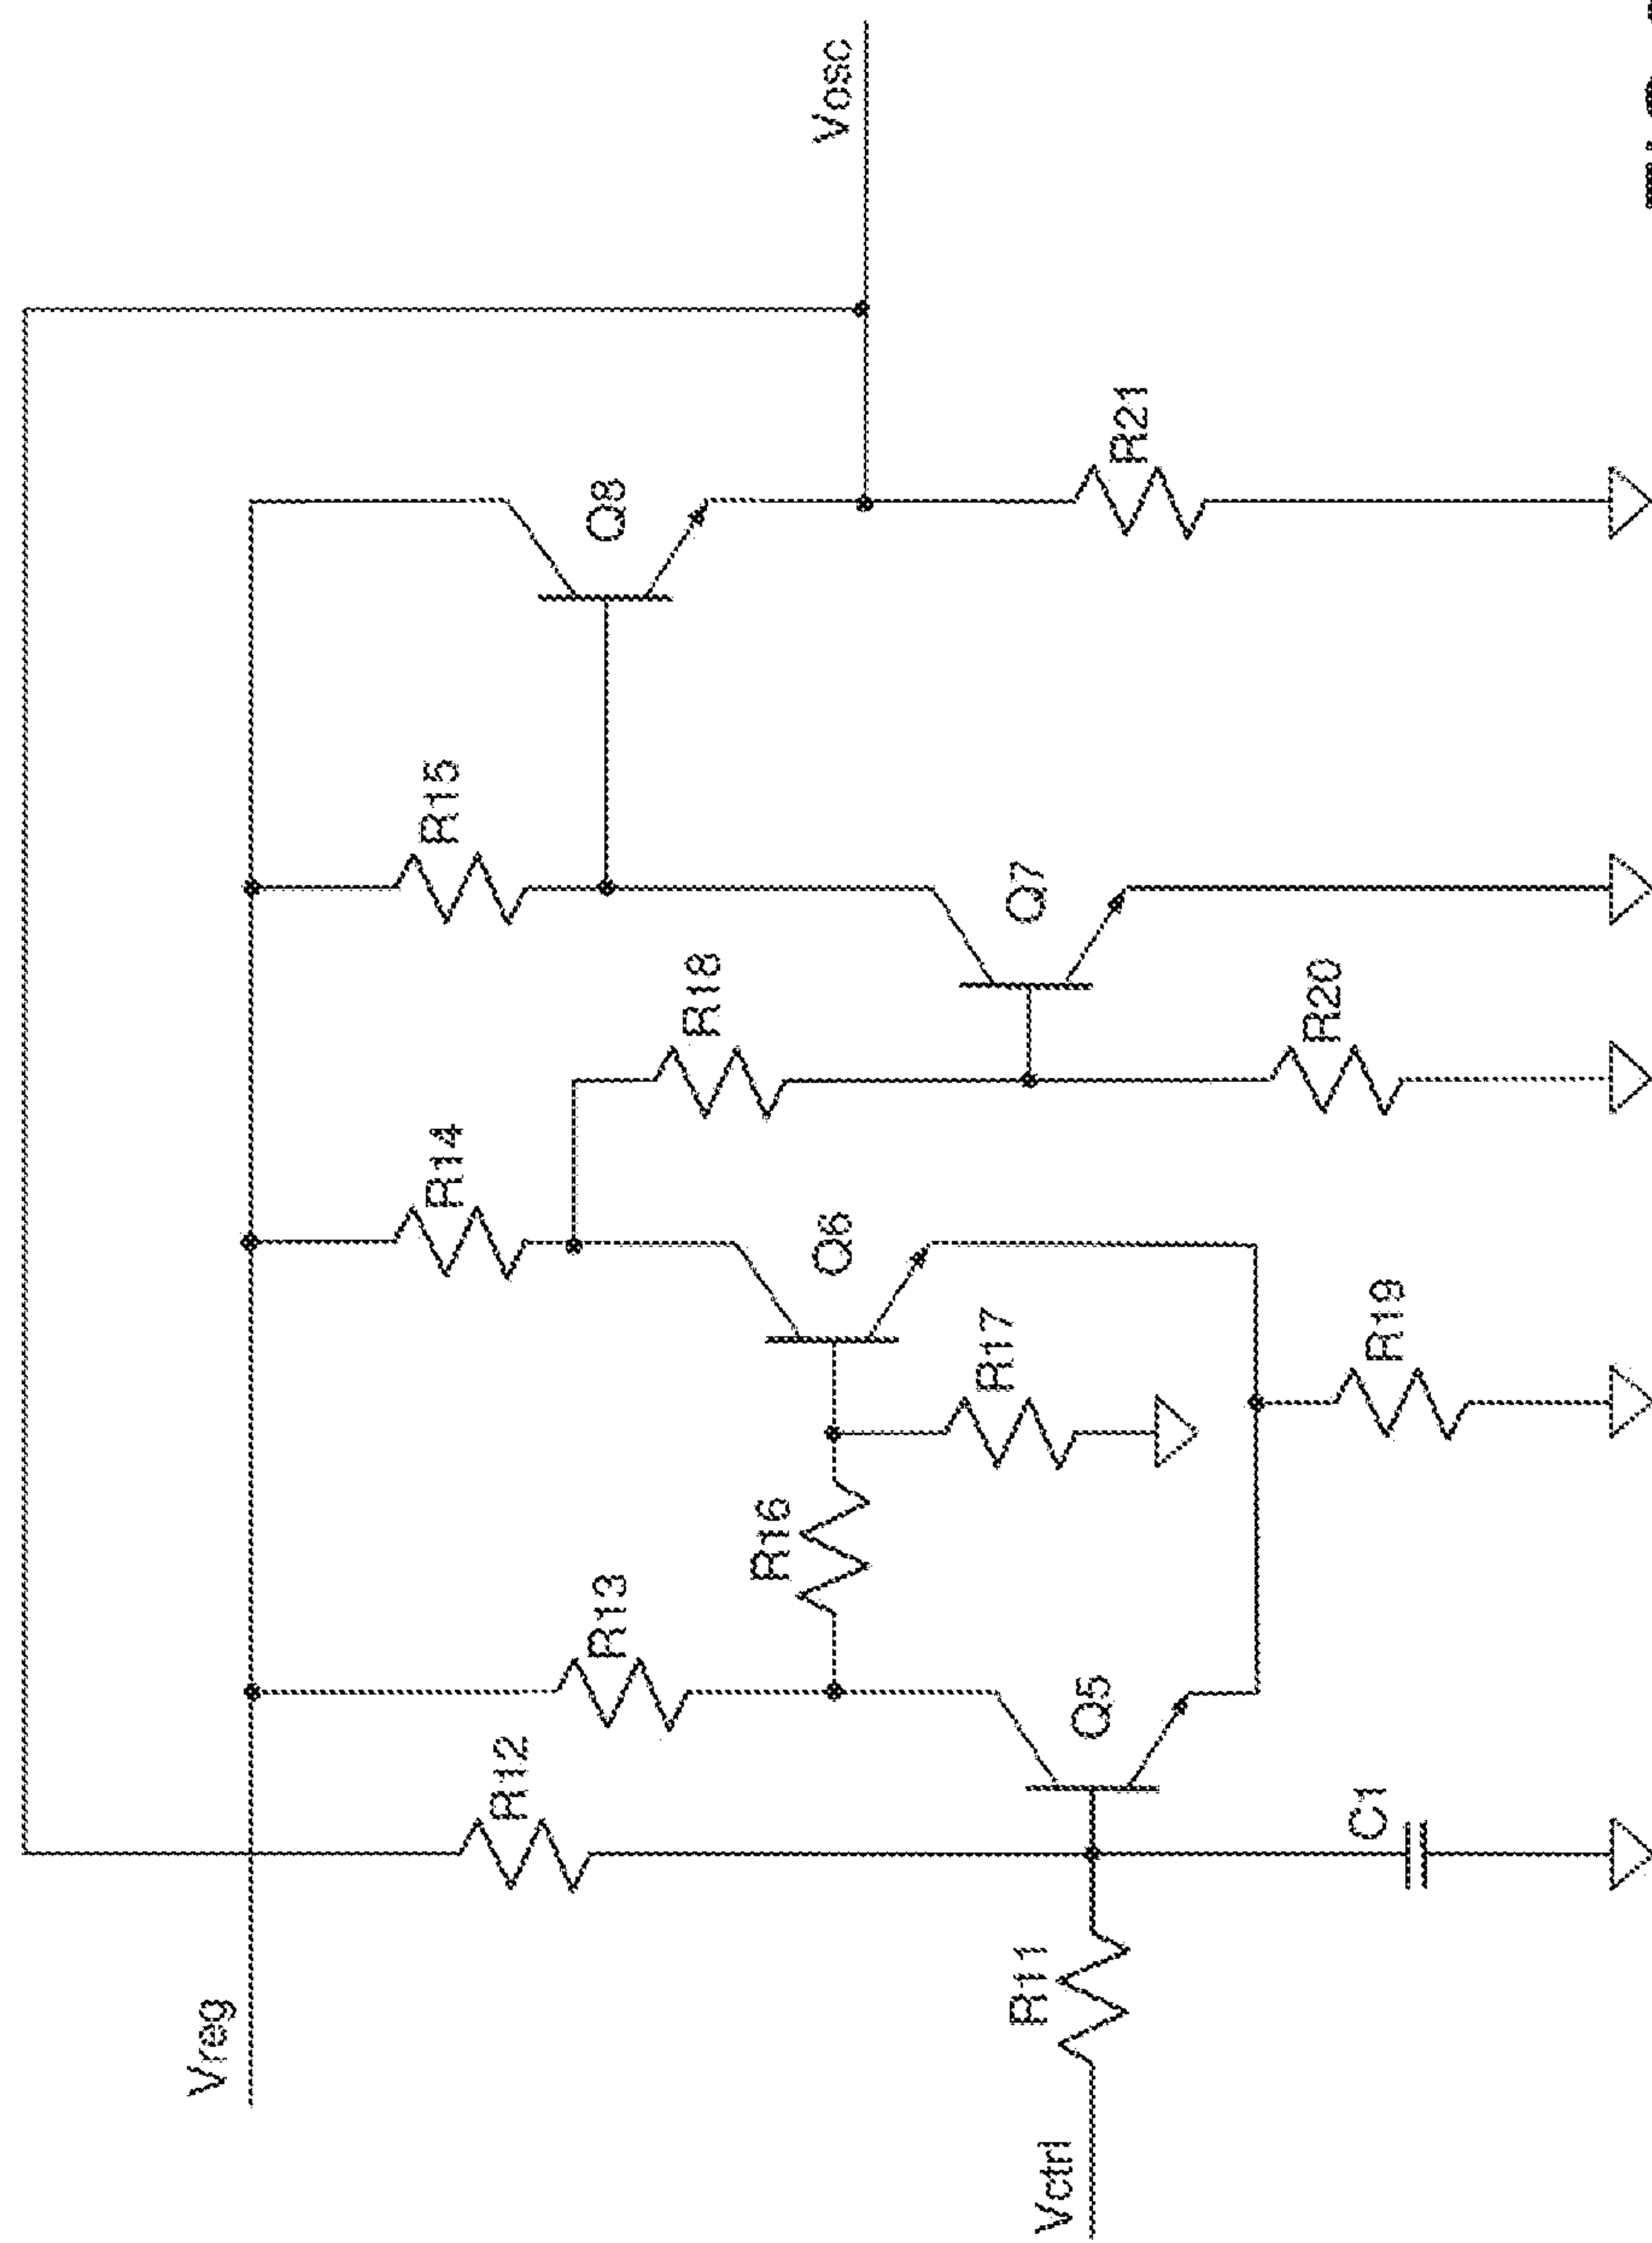 Vreg
Vctrl
R11
R12
R13
R16
Q5
C1
R14
Q6
R17
R19
R18
R15
Q7
R20
Q8
R21
Vosc